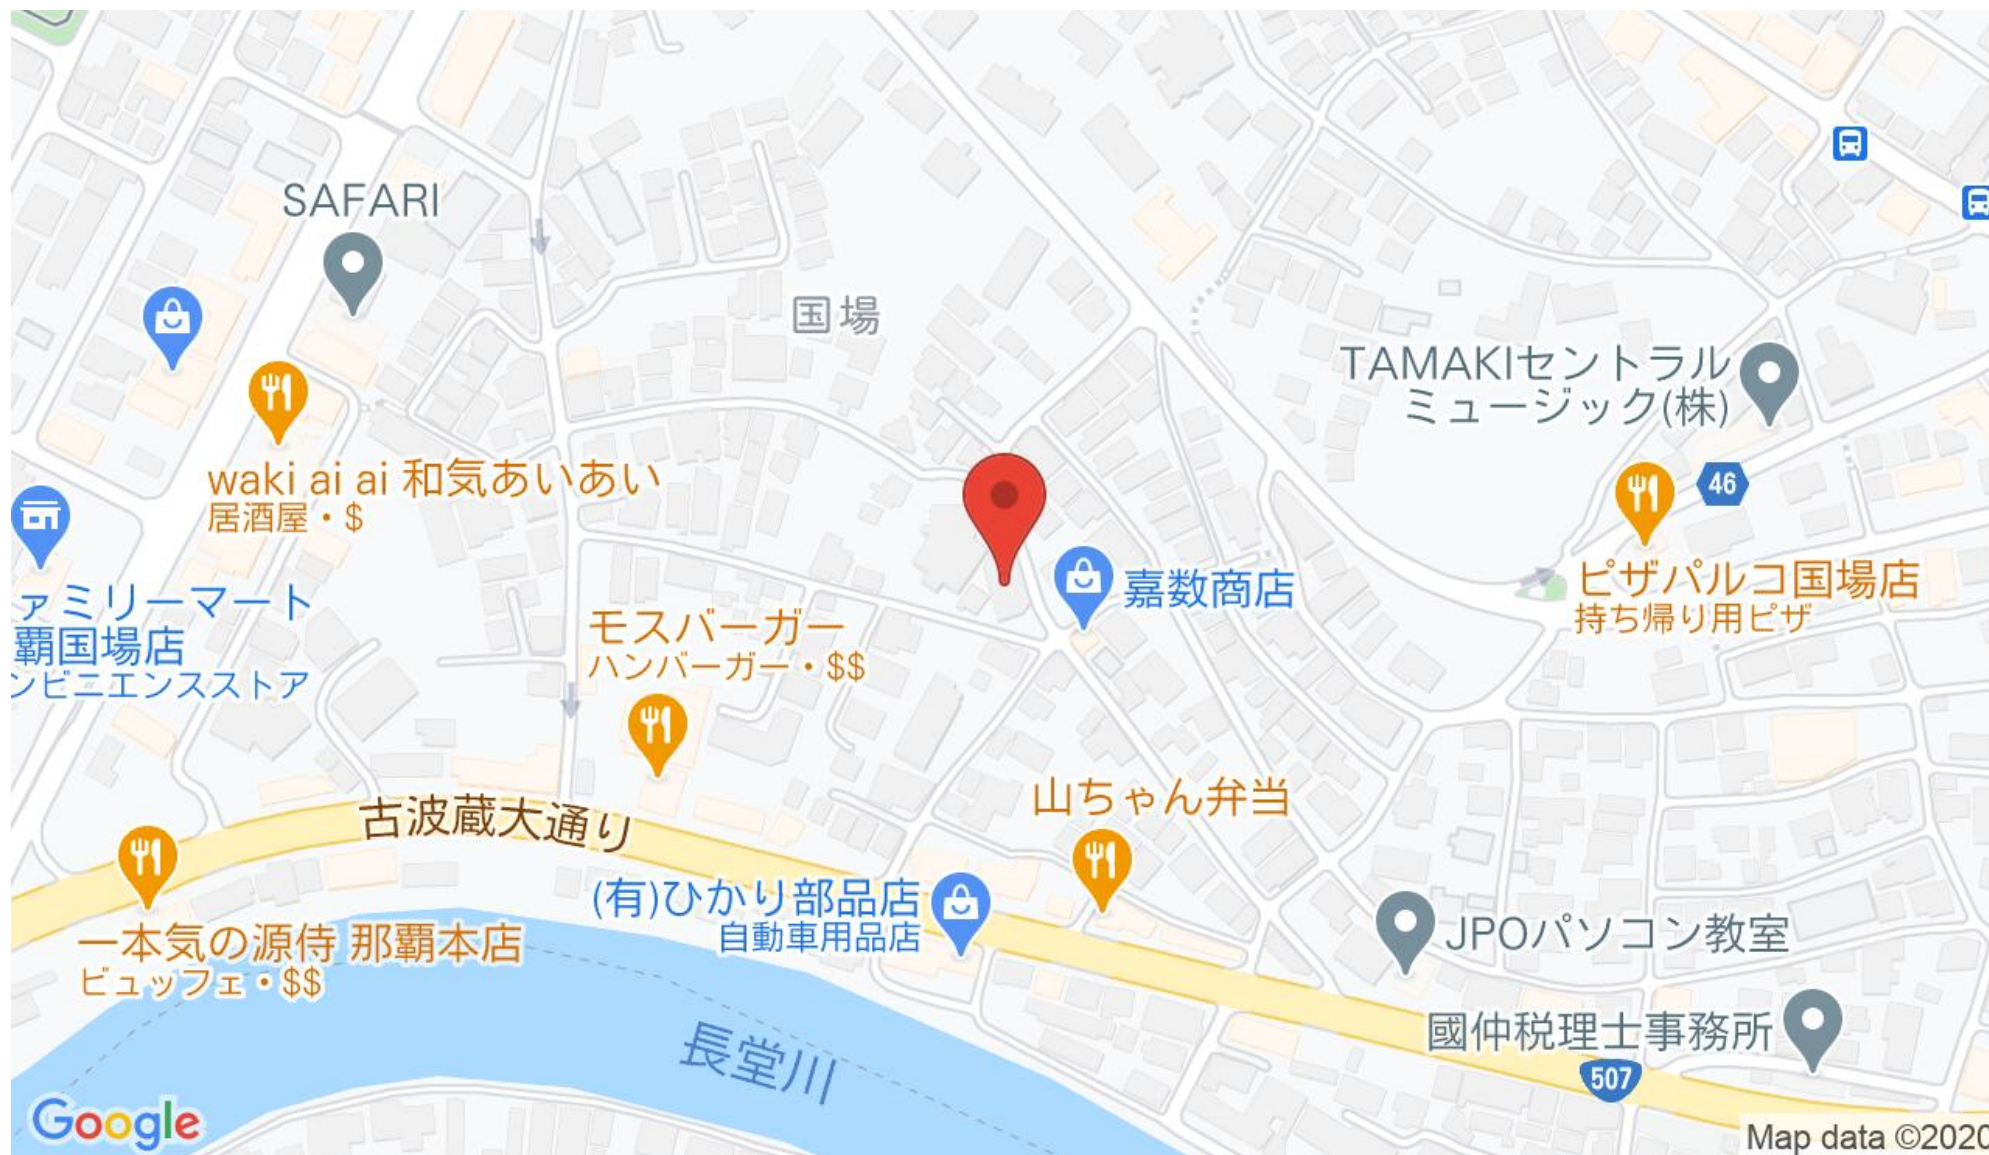 SAFARI
国場
TAMAKIセントラル
ミュージック(株)
waki ai ai 和気あいあい
居酒屋・$
46
ァミリーマート
覇国場店
ンビニエンスストア
モスバーガー
ハンバーガー・$$
嘉数商店
ピザパルコ国場店
持ち帰り用ピザ
古波蔵大通り
山ちゃん弁当
(有)ひかり部品店
自動車用品店
一本気の源侍 那覇本店
ビュッフェ・$$
JPOパソコン教室
長堂川
國仲税理士事務所
507
Google
Map data ©2020